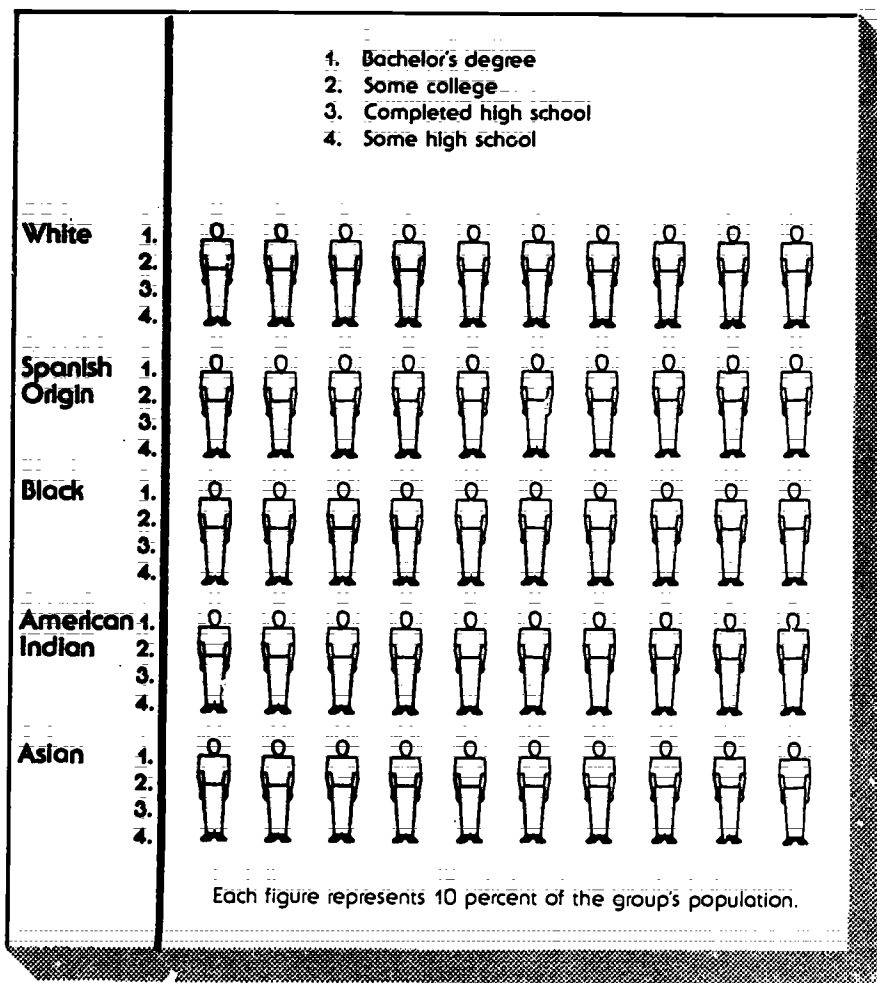 1. Bachelor's degree
2. Some college
3. Completed high school
4. Some high school
White 1.
2.
3.
4.
Spanish 1.
Origin 2.
3.
4.
Black 1.
2.
3.
4.
American 1.
Indian 2.
3.
4.
Asian 1.
2.
3.
4.
Each figure represents 10 percent of the group's population.